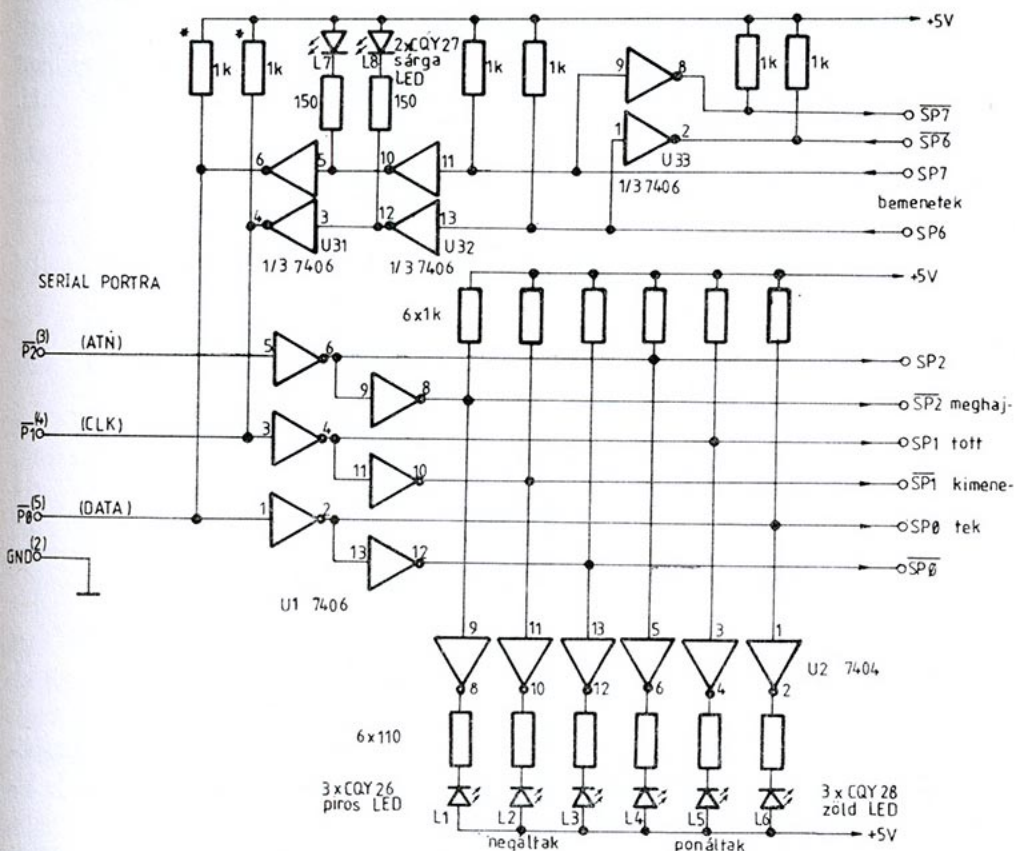 +5V
* 1k
* 1k
L7
L8
2xCQY27
sárga
LED
150
150
1k
1k
9
8
1k
1k
SP7
1
2
SP6
U33
1/3 7406
6
5
10
11
SP7
bemenetek
4
3
12
13
SP6
U31
U32
1/3 7406
1/3 7406
SERIAL PORTRA
+5V
6x1k
P2 (3) (ATN)
5
6
SP2
9
8
SP2 meghaj-
P1 (4) (CLK)
3
4
SP1 tott
11
10
SP1 kimene-
PØ (5) (DATA)
1
2
SPØ tek
GND (2)
13
12
SPØ
U1 7406
9
11
13
5
3
1
U2 7404
8
10
12
6
4
2
6x110
3xCQY26
piros LED
3xCQY28
zöld LED
L1
L2
L3
L4
L5
L6
+5V
negáltak
ponáltak